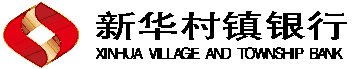 新华村镇银行
XINHUA VILLAGE AND TOWNSHIP BANK